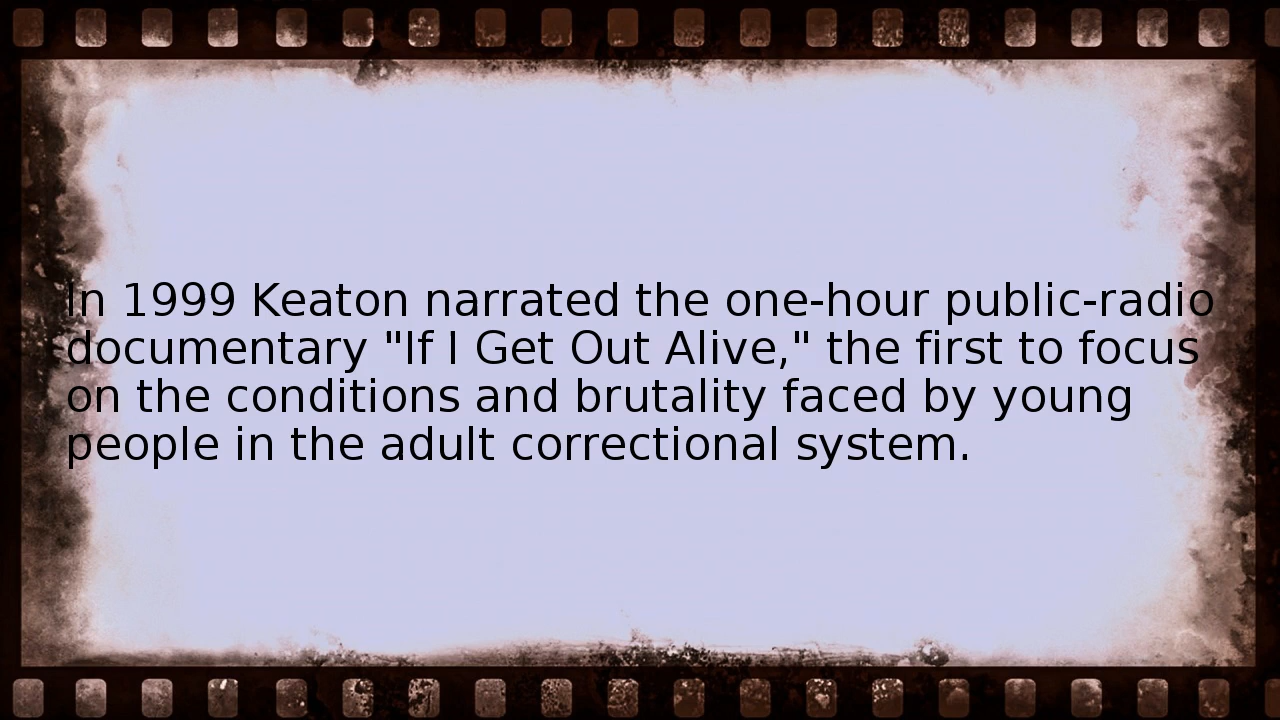 In 1999 Keaton narrated the one-hour public-radio
documentary "If I Get Out Alive," the first to focus
on the conditions and brutality faced by young
people in the adult correctional system.